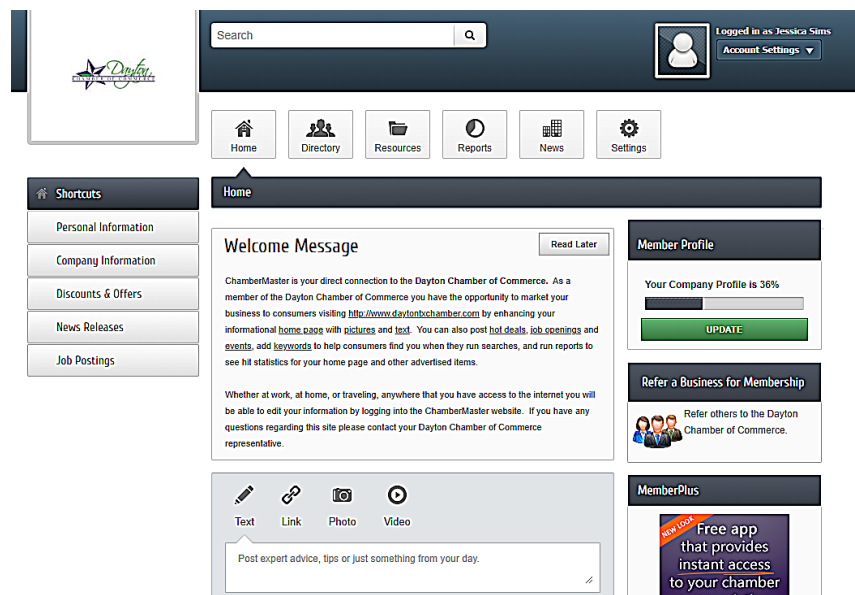 Search
Logged in as Jessica Sims
Account Settings ▼
Dayton
CHAMBER OF COMMERCE
Home
Directory
Resources
Reports
News
Settings
Shortcuts
Personal Information
Company Information
Discounts & Offers
News Releases
Job Postings
Home
Welcome Message
Read Later
ChamberMaster is your direct connection to the Dayton Chamber of Commerce. As a
member of the Dayton Chamber of Commerce you have the opportunity to market your
business to consumers visiting http://www.daytontxchamber.com by enhancing your
informational home page with pictures and text. You can also post hot deals, job openings and
events, add keywords to help consumers find you when they run searches, and run reports to
see hit statistics for your home page and other advertised items.
Whether at work, at home, or traveling, anywhere that you have access to the internet you will
be able to edit your information by logging into the ChamberMaster website. If you have any
questions regarding this site please contact your Dayton Chamber of Commerce
representative.
Text
Link
Photo
Video
Post expert advice, tips or just something from your day.
Member Profile
Your Company Profile is 36%
UPDATE
Refer a Business for Membership
Refer others to the Dayton
Chamber of Commerce.
MemberPlus
NEW LOOK
Free app
that provides
instant access
to your chamber